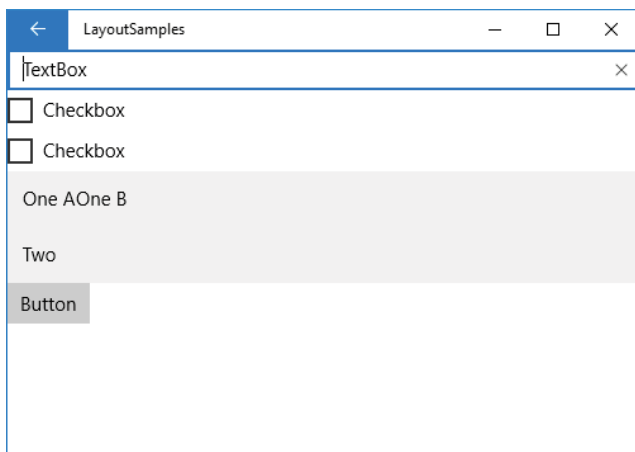 LayoutSamples
TextBox
Checkbox
Checkbox
One AOne B
Two
Button